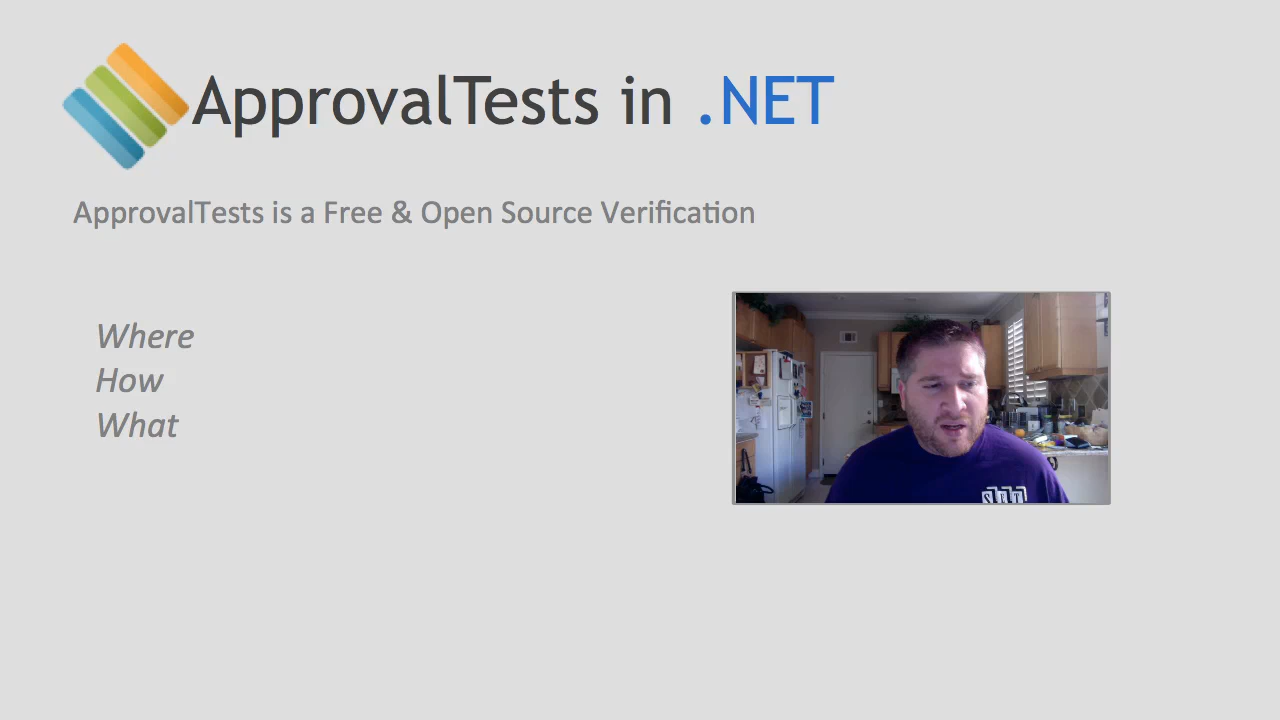 ApprovalTests in .NET
ApprovalTests is a Free & Open Source Verification
Where
How
What